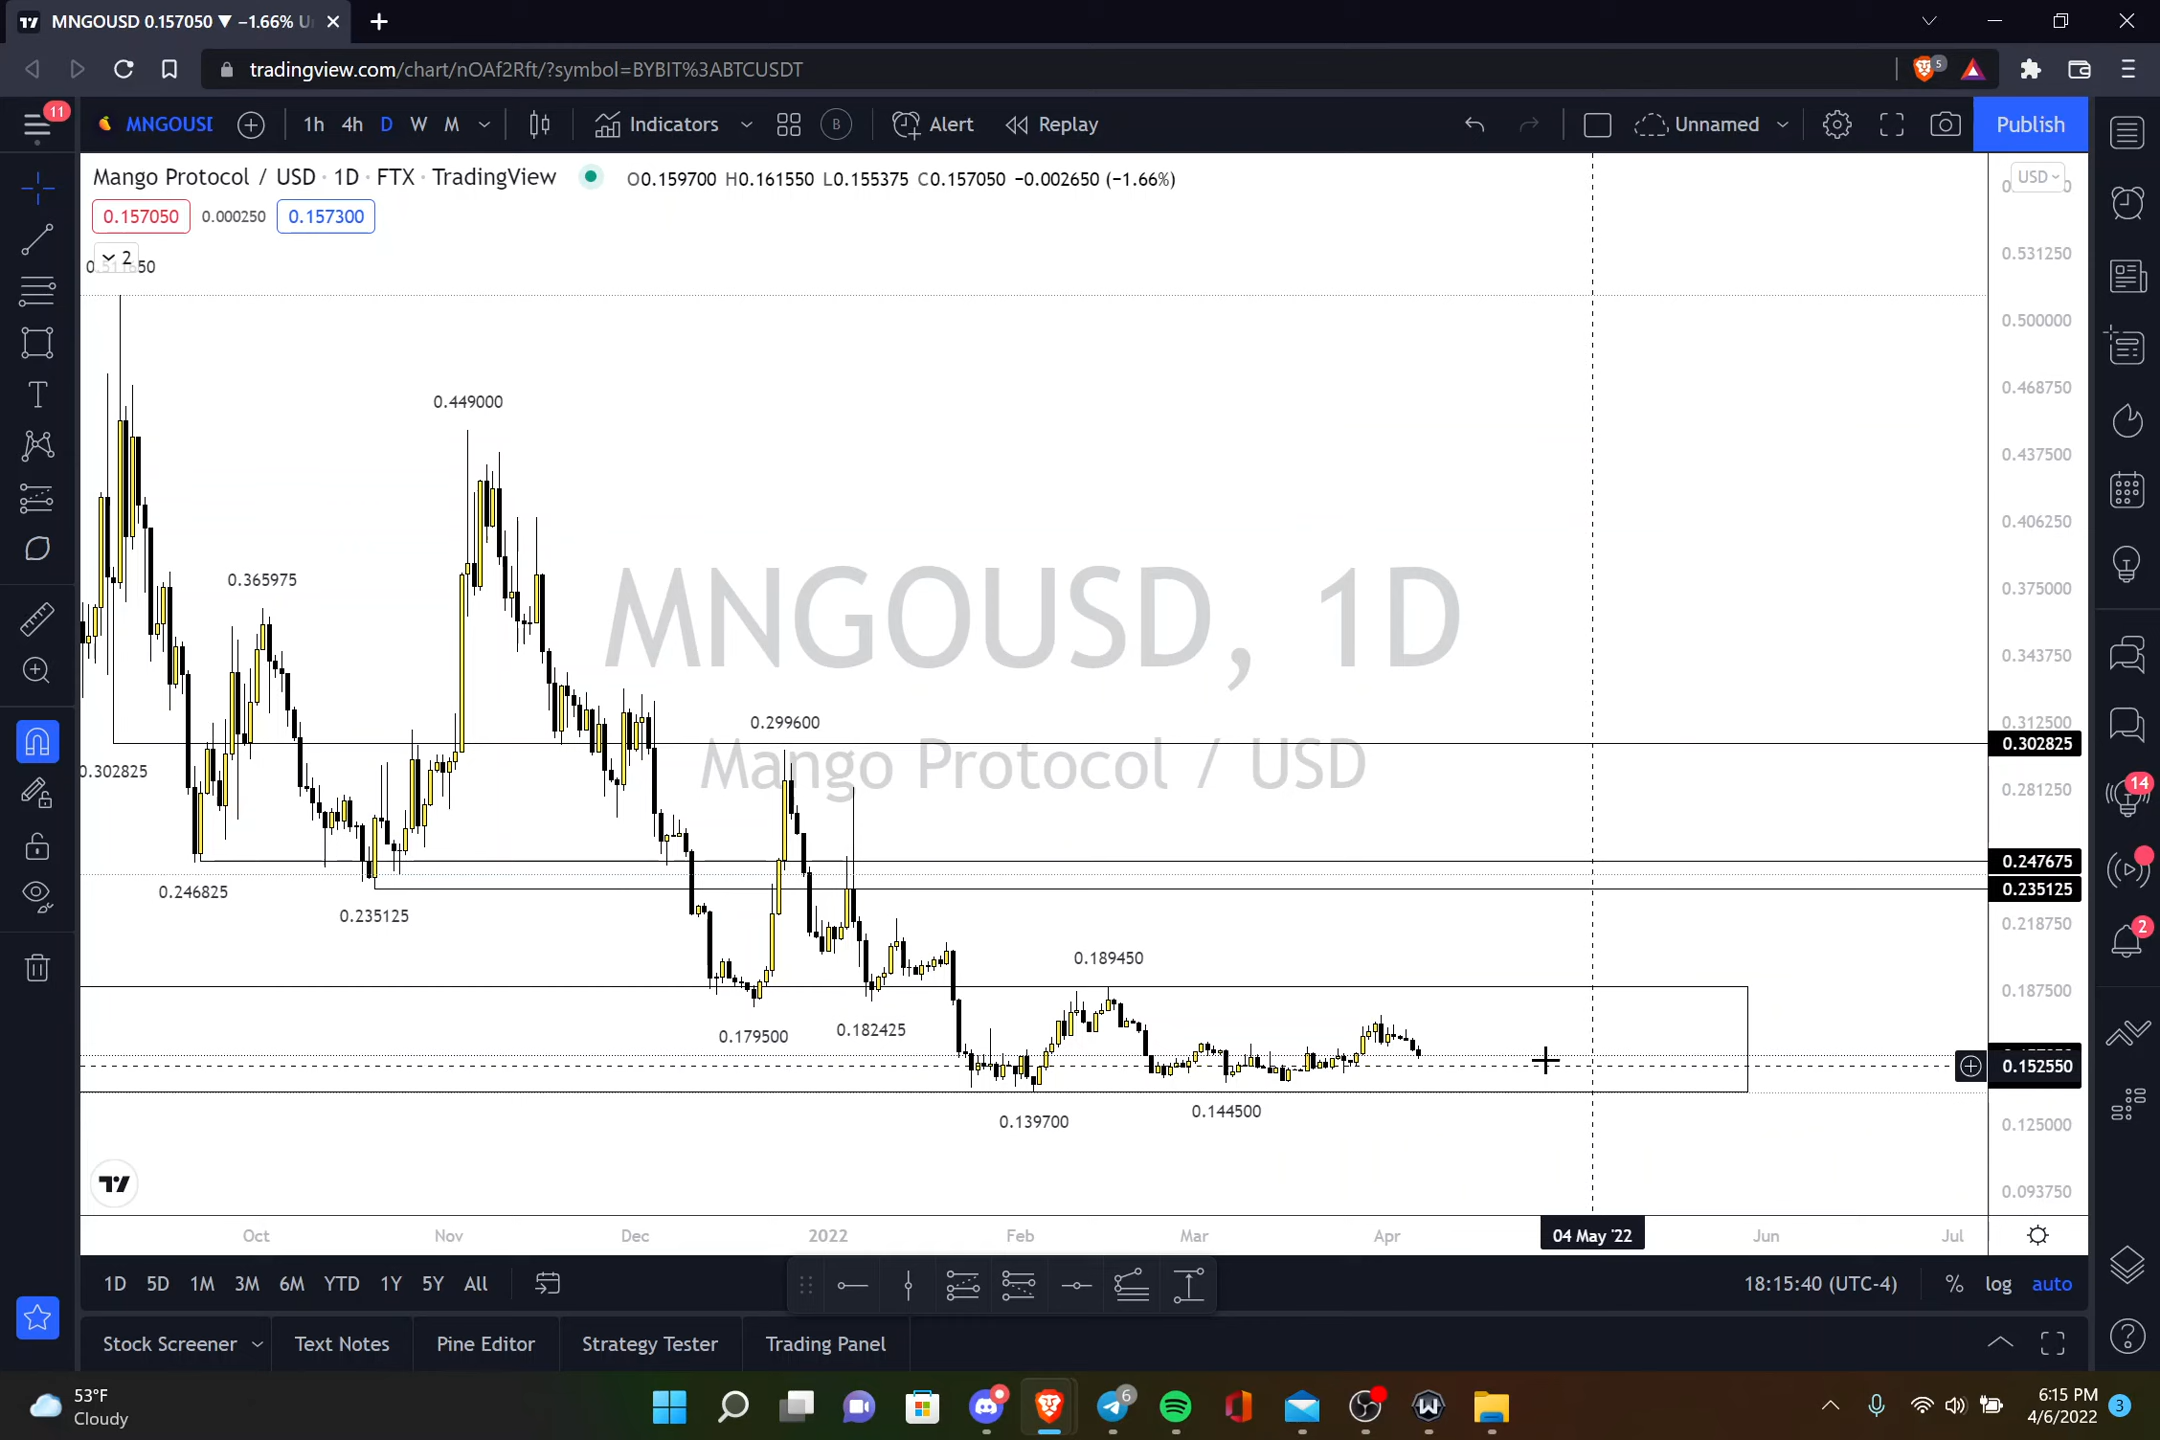 MNGOUSD 0.157050 ▼ −1.66% U
tradingview.com/chart/nOAf2Rft/?symbol=BYBIT%3ABTCUSDT
5
11
MNGOUSD
1h 4h D W M
Indicators
B
Alert
Replay
Unnamed
Publish
Mango Protocol / USD · 1D · FTX · TradingView
O0.159700 H0.161550 L0.155375 C0.157050 −0.002650 (−1.66%)
USD
0.157050 0.000250 0.157300
2
0.511650
0.531250
0.500000
0.468750
0.449000
0.437500
0.406250
0.365975
0.375000
MNGOUSD, 1D
0.343750
0.299600
0.312500
0.302825
Mango Protocol / USD
0.302825
0.281250
14
0.247675
0.246825
0.235125
0.235125
0.218750
2
0.189450
0.187500
0.179500
0.182425
0.152550
0.139700
0.144500
0.125000
0.093750
Oct Nov Dec 2022 Feb Mar Apr 04 May '22 Jun Jul
1D 5D 1M 3M 6M YTD 1Y 5Y All
18:15:40 (UTC-4) % log auto
Stock Screener Text Notes Pine Editor Strategy Tester Trading Panel
53°F
Cloudy
6
6:15 PM
4/6/2022
3